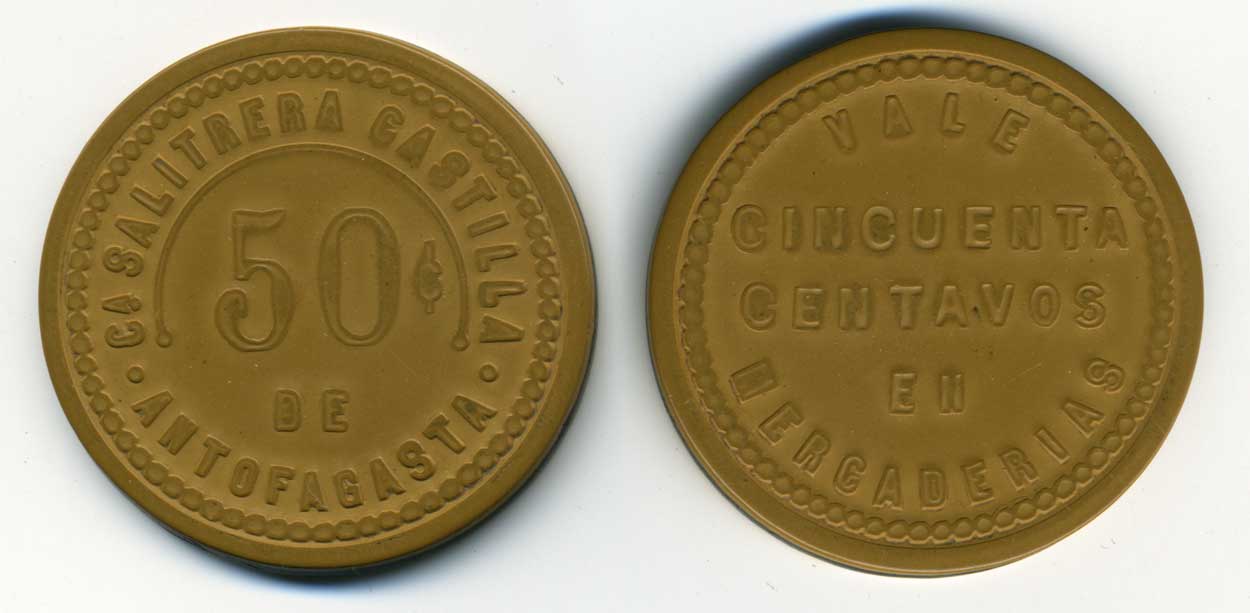 Cª SALITRERA CASTILLA
50 ¢
DE
• ANTOFAGASTA •
VALE
CINCUENTA
CENTAVOS
EN
MERCADERIAS